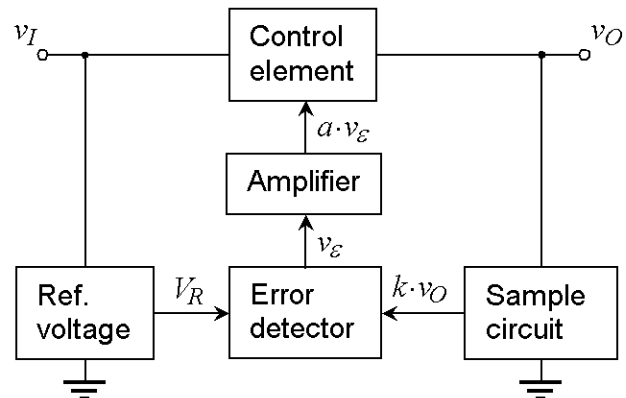 v_I
Control
element
v_O
a·v_ε
Amplifier
v_ε
Ref.
voltage
V_R
Error
detector
k·v_O
Sample
circuit